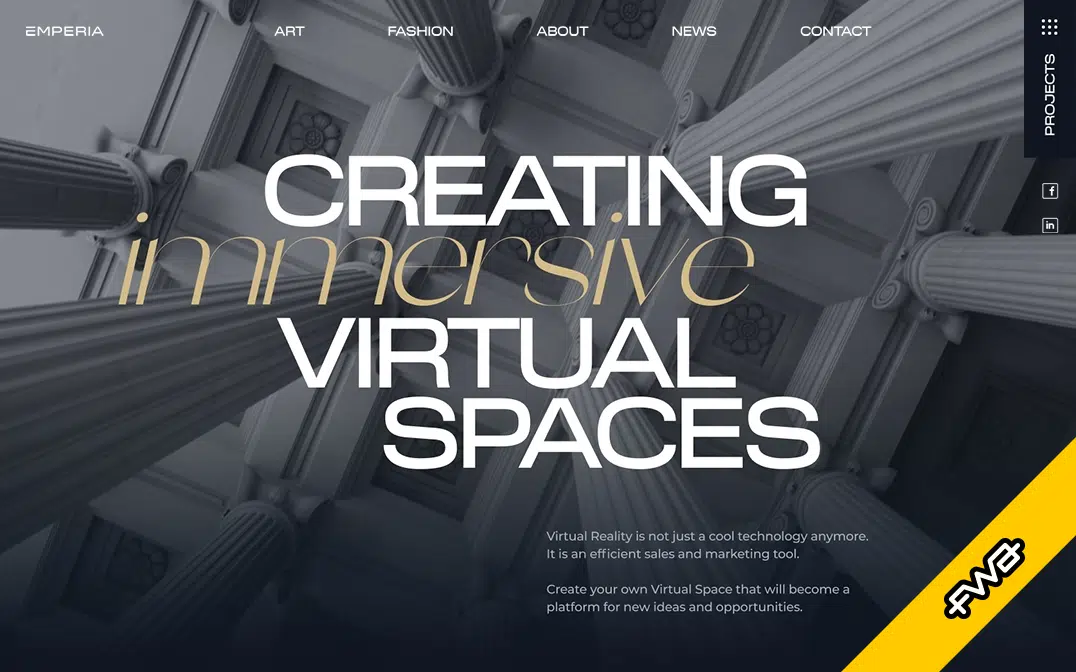 EMPERIA
ART
FASHION
ABOUT
NEWS
CONTACT
PROJECTS
CREATING
immersive
VIRTUAL
SPACES
Virtual Reality is not just a cool technology anymore.
It is an efficient sales and marketing tool.
Create your own Virtual Space that will become a
platform for new ideas and opportunities.
fwa